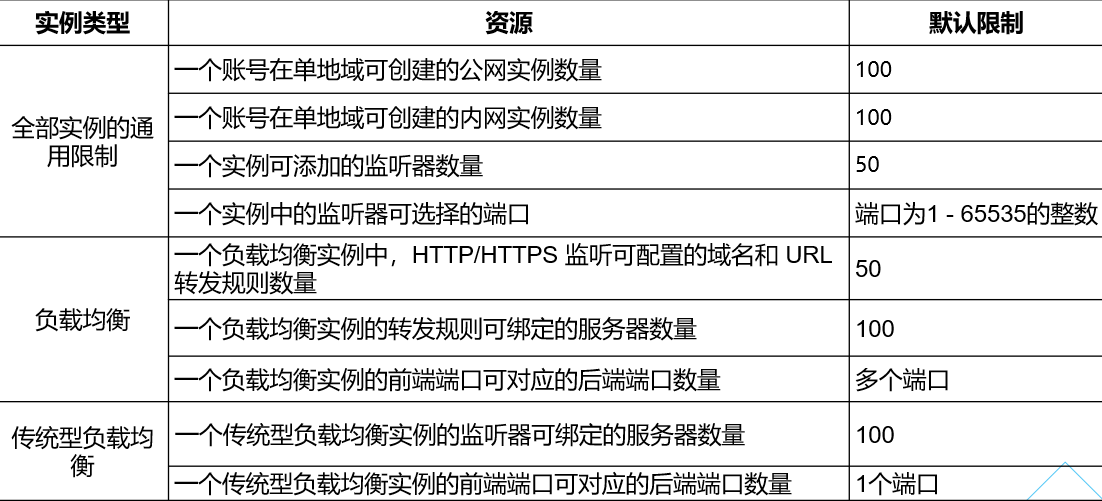 实例类型 资源 默认限制
一个账号在单地域可创建的公网实例数量 100
一个账号在单地域可创建的内网实例数量 100
全部实例的通
用限制
一个实例可添加的监听器数量 50
一个实例中的监听器可选择的端口 端口为1 - 65535的整数
一个负载均衡实例中，HTTP/HTTPS 监听可配置的域名和 URL
转发规则数量
50
负载均衡
一个负载均衡实例的转发规则可绑定的服务器数量 100
一个负载均衡实例的前端端口可对应的后端端口数量 多个端口
传统型负载均
衡
一个传统型负载均衡实例的监听器可绑定的服务器数量 100
一个传统型负载均衡实例的前端端口可对应的后端端口数量 1个端口